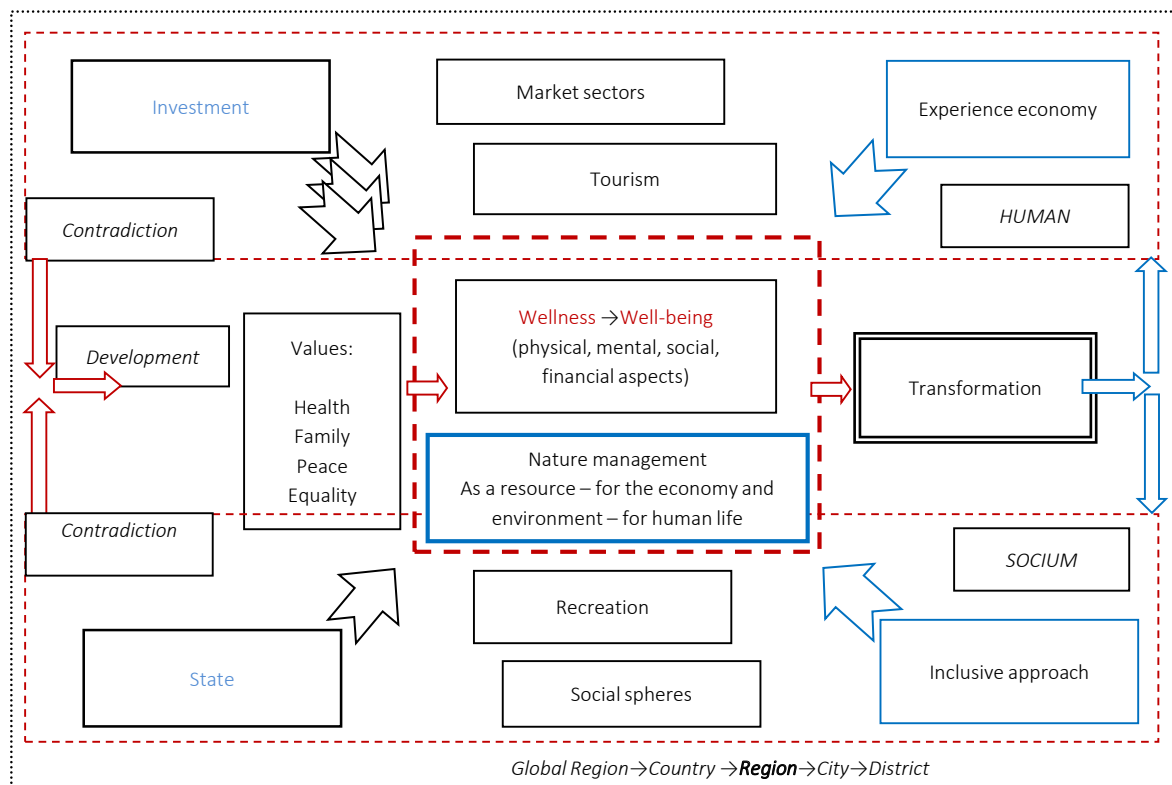 Investment
Market sectors
Experience economy
Tourism
HUMAN
Contradiction
Wellness →Well-being
(physical, mental, social,
financial aspects)
Development
Values:
Health
Family
Peace
Equality
Transformation
Nature management
As a resource – for the economy and
environment – for human life
Contradiction
SOCIUM
Recreation
State
Inclusive approach
Social spheres
Global Region→Country →Region→City→District